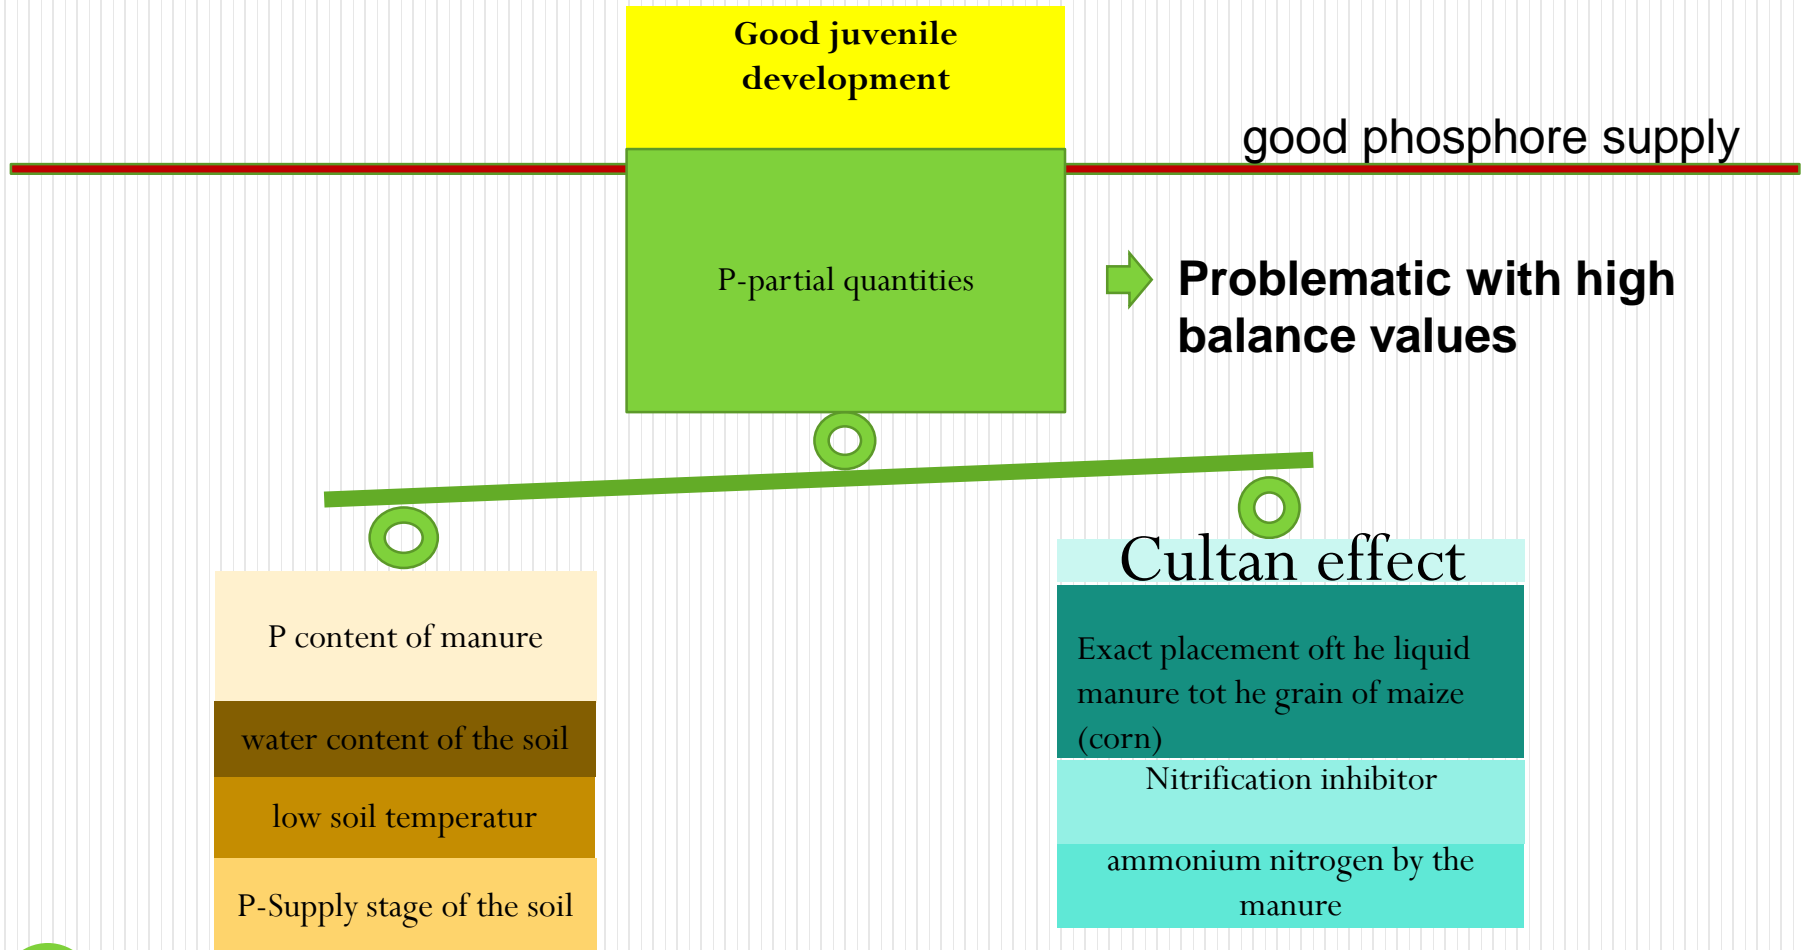 Good juvenile
development
good phosphore supply
P-partial quantities
Problematic with high
balance values
Cultan effect
P content of manure
water content of the soil
low soil temperatur
P-Supply stage of the soil
Exact placement oft he liquid
manure tot he grain of maize
(corn)
Nitrification inhibitor
ammonium nitrogen by the
manure